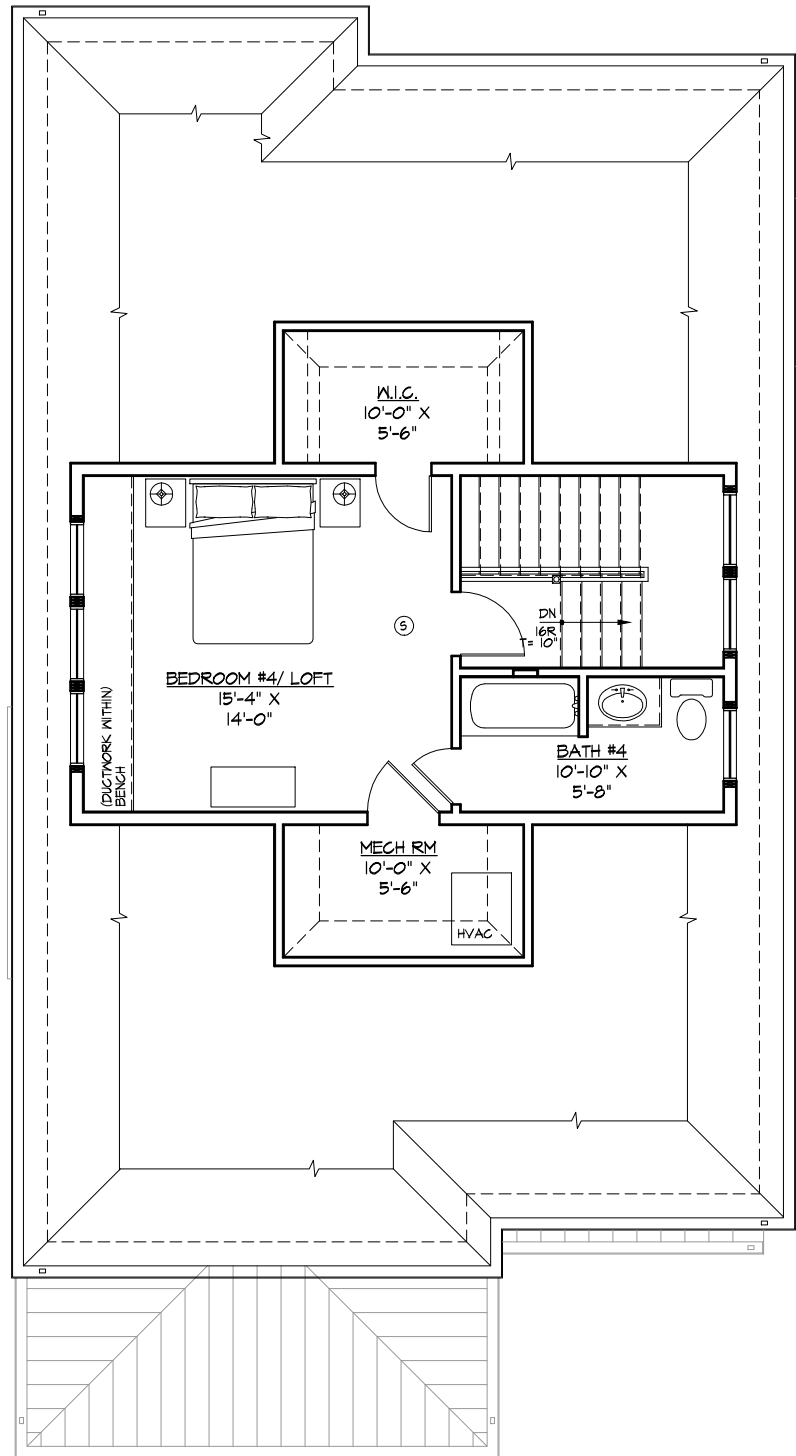 W.I.C.
10'-0" X
5'-6"
S
DN
16R
T= 10"
BEDROOM #4/ LOFT
15'-4" X
14'-0"
(DUCTWORK WITHIN)
BENCH
BATH #4
10'-10" X
5'-8"
MECH RM
10'-0" X
5'-6"
HVAC